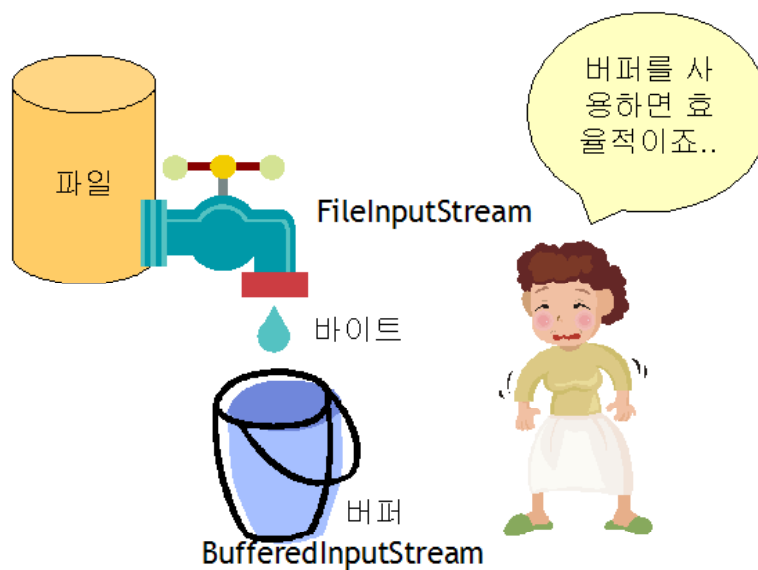 버퍼를 사
용하면 효
율적이죠..
파일
FileInputStream
바이트
버퍼
BufferedInputStream